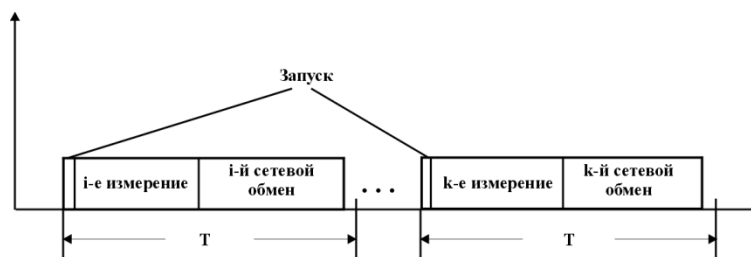 Запуск
i-е измерение
i-й сетевой
обмен
. . .
k-е измерение
k-й сетевой
обмен
T
T